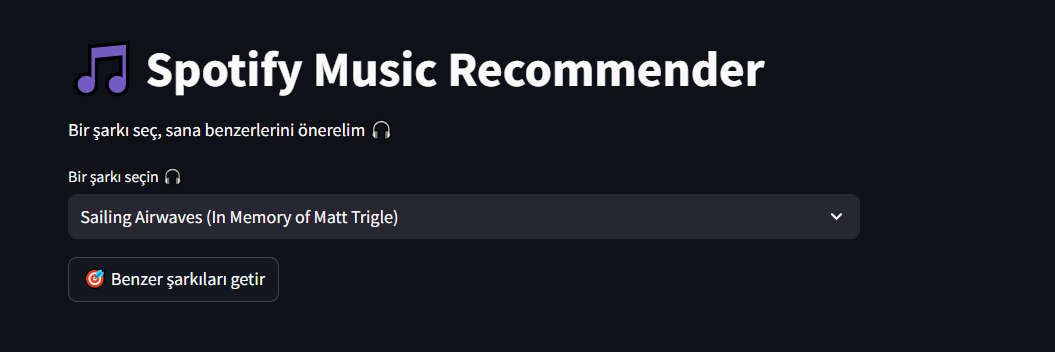 🎵 Spotify Music Recommender
Bir şarkı seç, sana benzerlerini önerelim 🎧
Bir şarkı seçin 🎧
Sailing Airwaves (In Memory of Matt Trigle)
🎯 Benzer şarkıları getir